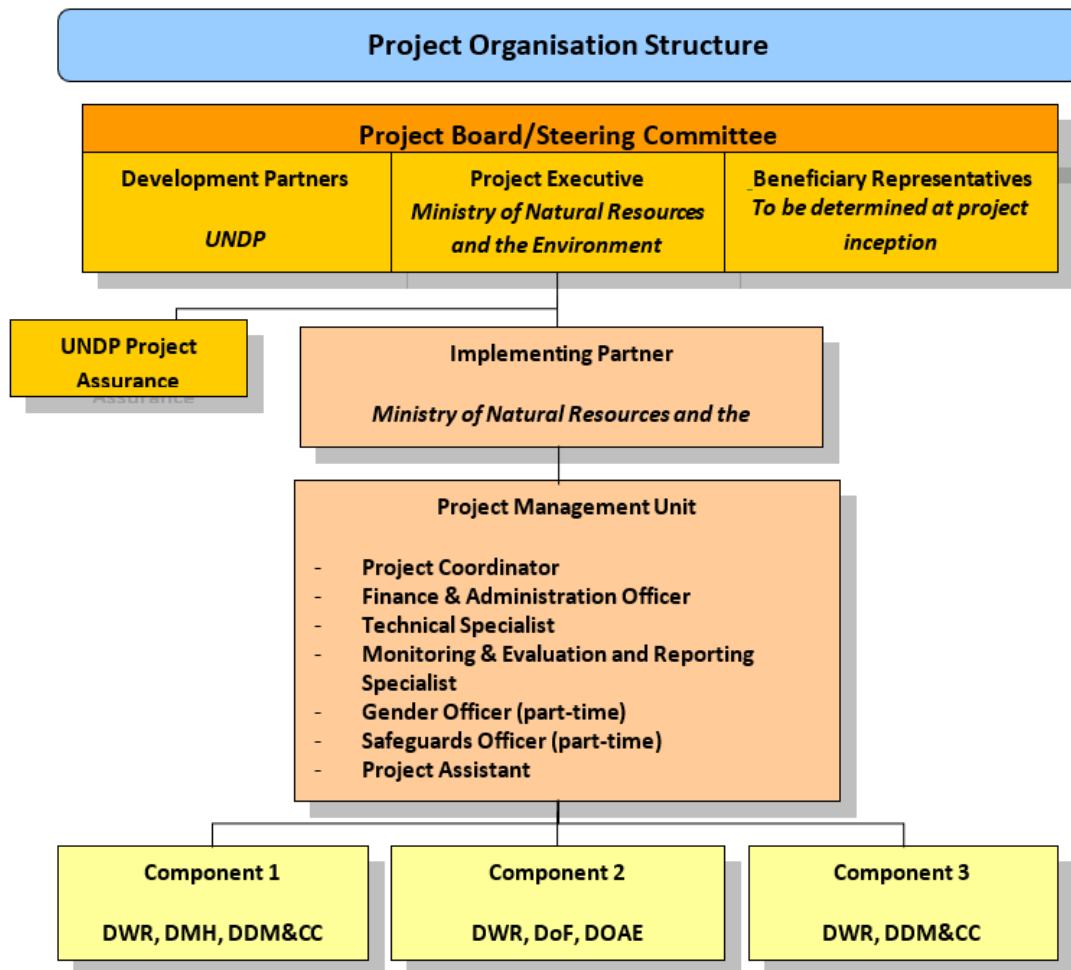 Project Organisation Structure
Project Board/Steering Committee
Development Partners
UNDP
Project Executive
Ministry of Natural Resources
and the Environment
Beneficiary Representatives
To be determined at project
inception
UNDP Project
Assurance
Implementing Partner
Ministry of Natural Resources and the
Project Management Unit
- Project Coordinator
- Finance & Administration Officer
- Technical Specialist
- Monitoring & Evaluation and Reporting
Specialist
- Gender Officer (part-time)
- Safeguards Officer (part-time)
- Project Assistant
Component 1
DWR, DMH, DDM&CC
Component 2
DWR, DoF, DOAE
Component 3
DWR, DDM&CC